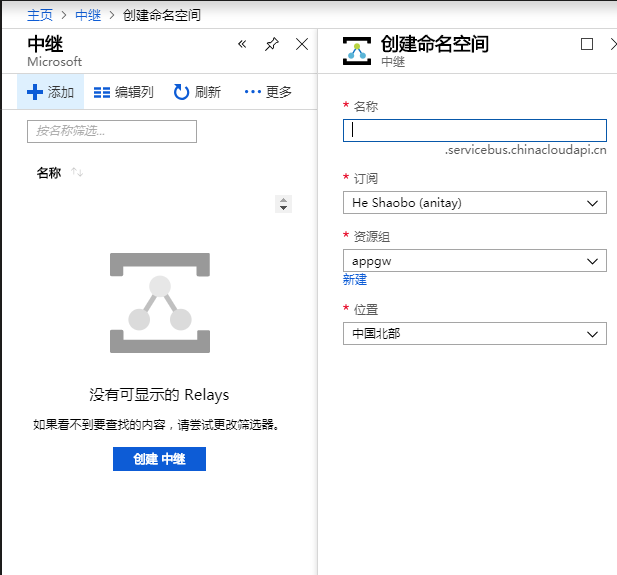 主页 > 中继 > 创建命名空间
中继
Microsoft
添加 编辑列 刷新 更多
按名称筛选...
名称
没有可显示的 Relays
如果看不到要查找的内容，请尝试更改筛选器。
创建 中继
创建命名空间
中继
* 名称
.servicebus.chinacloudapi.cn
* 订阅
He Shaobo (anitay)
* 资源组
appgw
新建
* 位置
中国北部